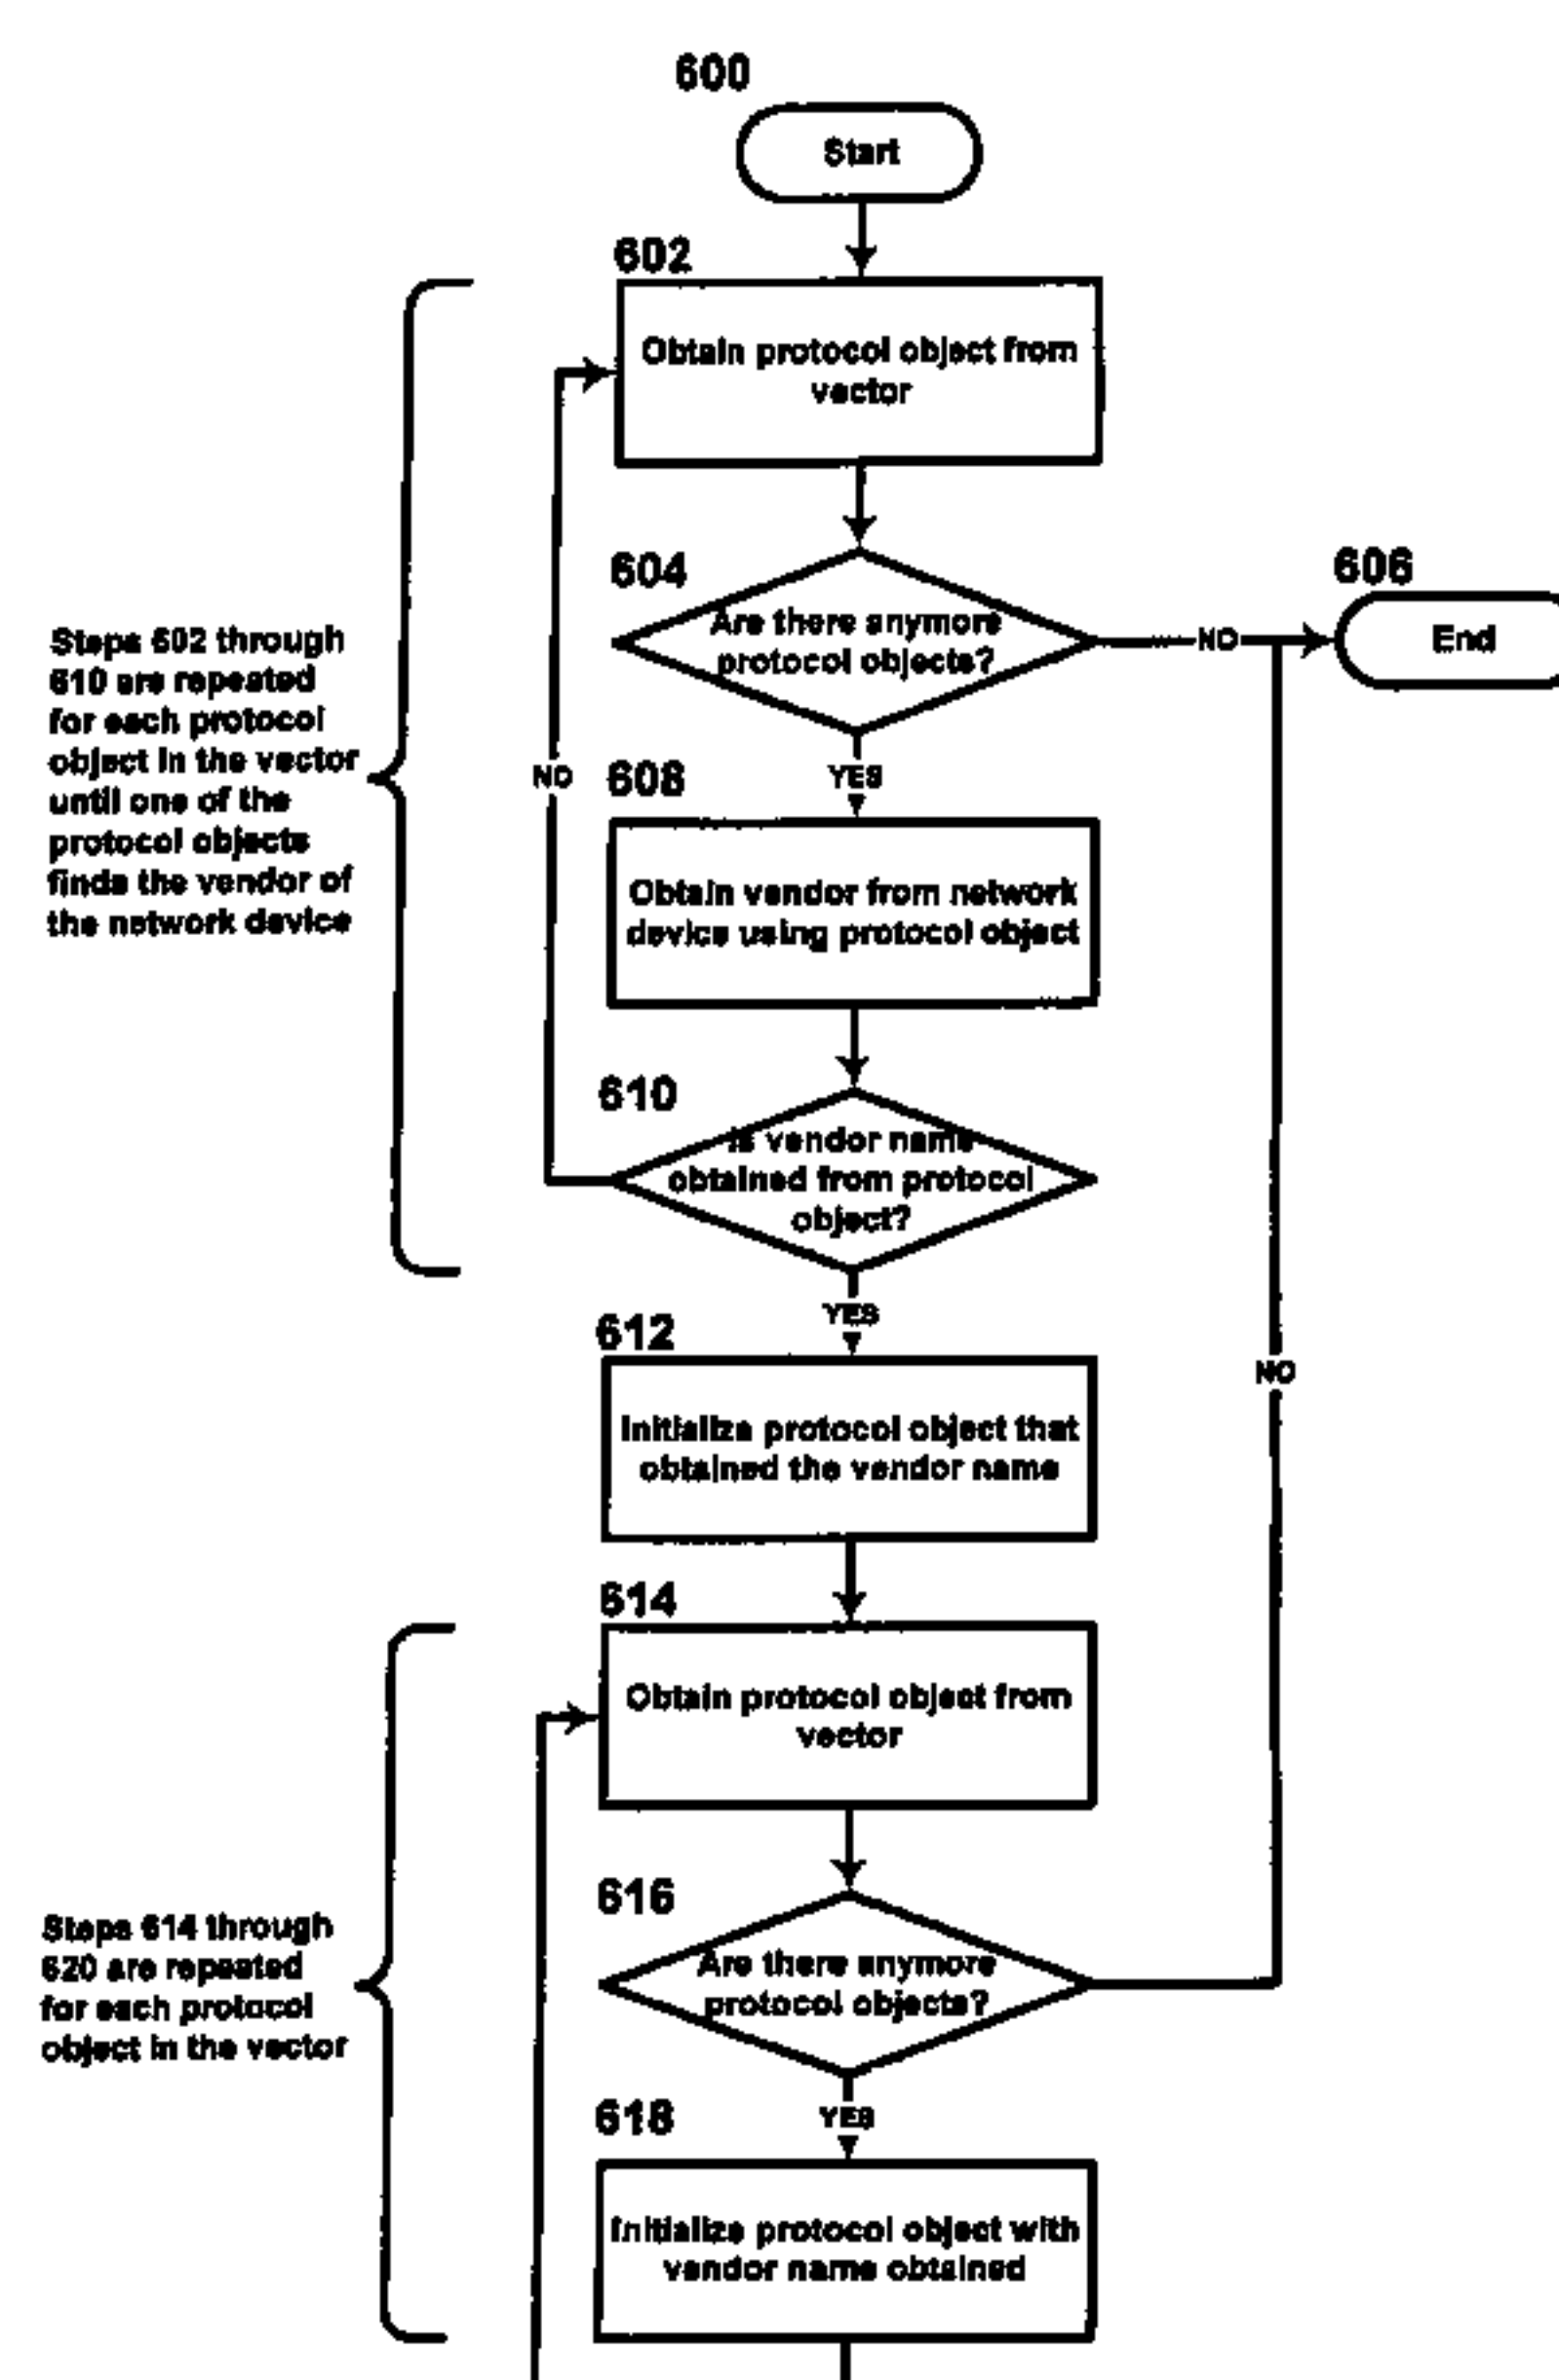 600
Start
602
Obtain protocol object from
vector
604
Are there anymore
protocol objects?
NO
606
End
Steps 602 through
610 are repeated
for each protocol
object in the vector
until one of the
protocol objects
finds the vendor of
the network device
NO
608
YES
Obtain vendor from network
device using protocol object
610
Is vendor name
obtained from protocol
object?
YES
612
Initialize protocol object that
obtained the vendor name
NO
614
Obtain protocol object from
vector
616
Are there anymore
protocol objects?
Steps 614 through
620 are repeated
for each protocol
object in the vector
618
YES
Initialize protocol object with
vendor name obtained